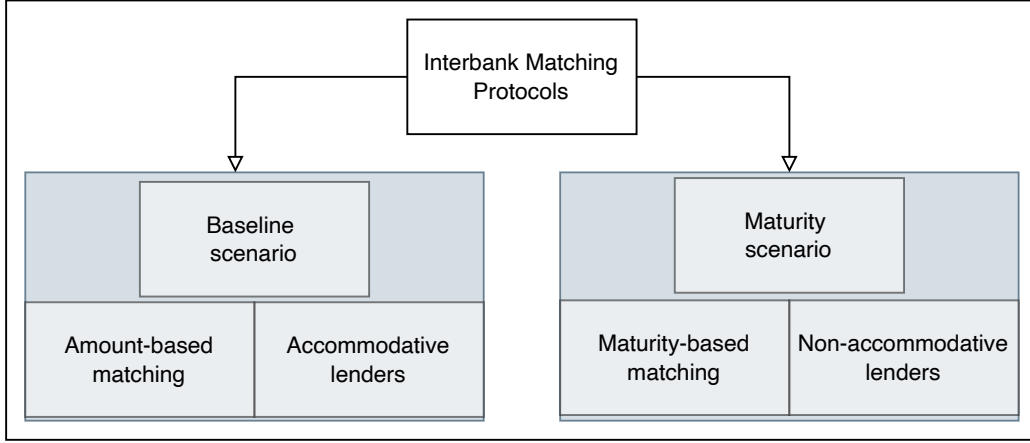 Interbank Matching
Protocols
Baseline
scenario
Amount-based
matching
Accommodative
lenders
Maturity
scenario
Maturity-based
matching
Non-accommodative
lenders